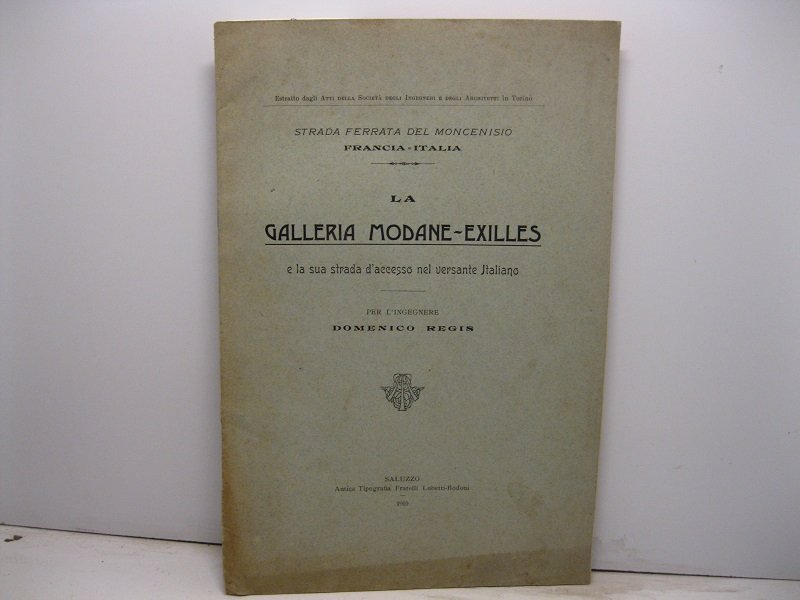 Estratto dagli ATTI DELLA SOCIETÀ DEGLI INGEGNERI E DEGLI ARCHITETTI in Torino
STRADA FERRATA DEL MONCENISIO
FRANCIA-ITALIA
LA
GALLERIA MODANE-EXILLES
e la sua strada d'accesso nel versante Italiano
PER L'INGEGNERE
DOMENICO REGIS
SALUZZO
Antica Tipografia Fratelli Lobetti-Bodoni